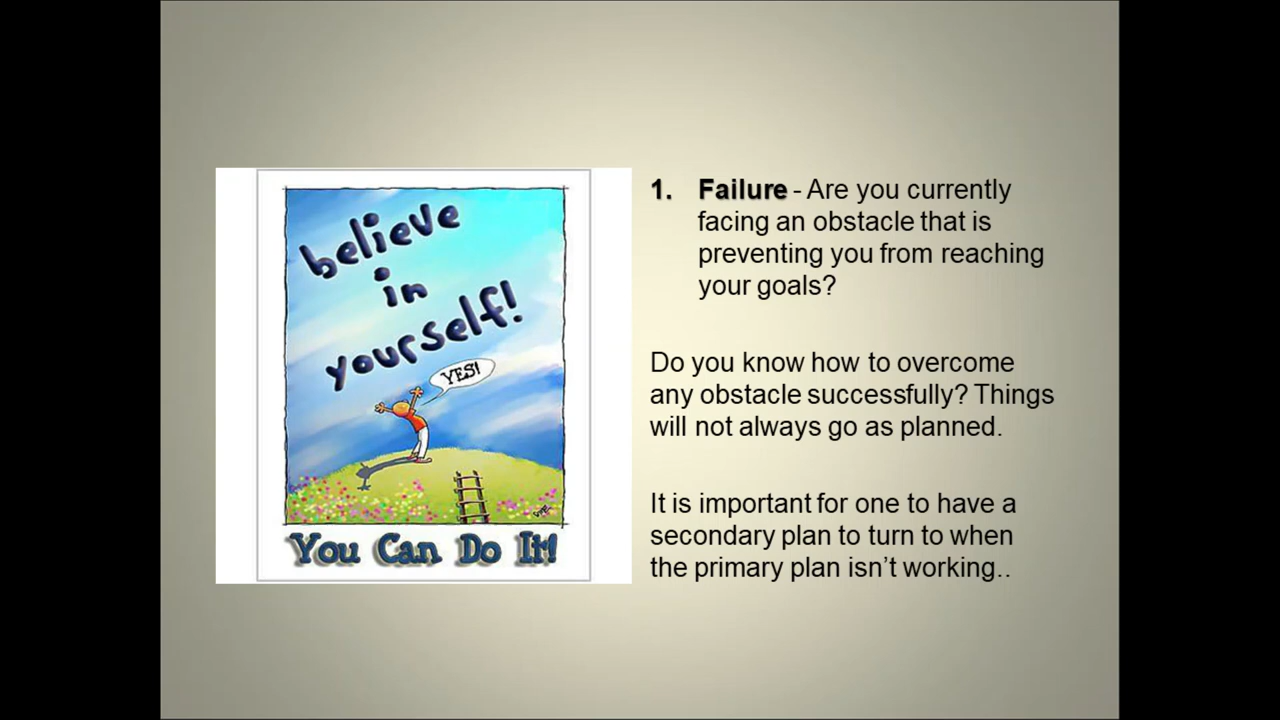 believe
in
yourself!
YES!
You Can Do It!
1. Failure - Are you currently
facing an obstacle that is
preventing you from reaching
your goals?
Do you know how to overcome
any obstacle successfully? Things
will not always go as planned.
It is important for one to have a
secondary plan to turn to when
the primary plan isn’t working..